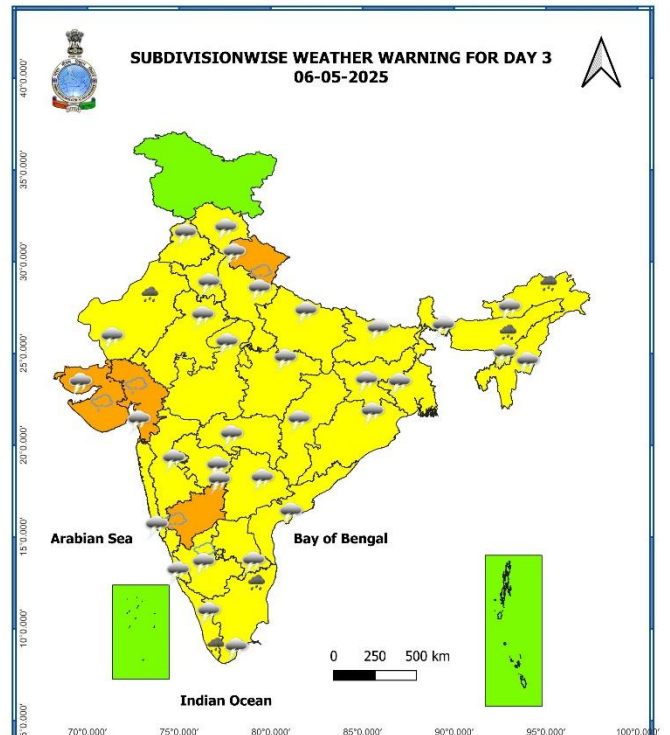 SUBDIVISIONWISE WEATHER WARNING FOR DAY 3
06-05-2025
40°0.000'
35°0.000'
30°0.000'
25°0.000'
20°0.000'
15°0.000'
10°0.000'
5°0.000'
Arabian Sea
Bay of Bengal
0 250 500 km
Indian Ocean
70°0.000' 75°0.000' 80°0.000' 85°0.000' 90°0.000' 95°0.000' 100°0.000'